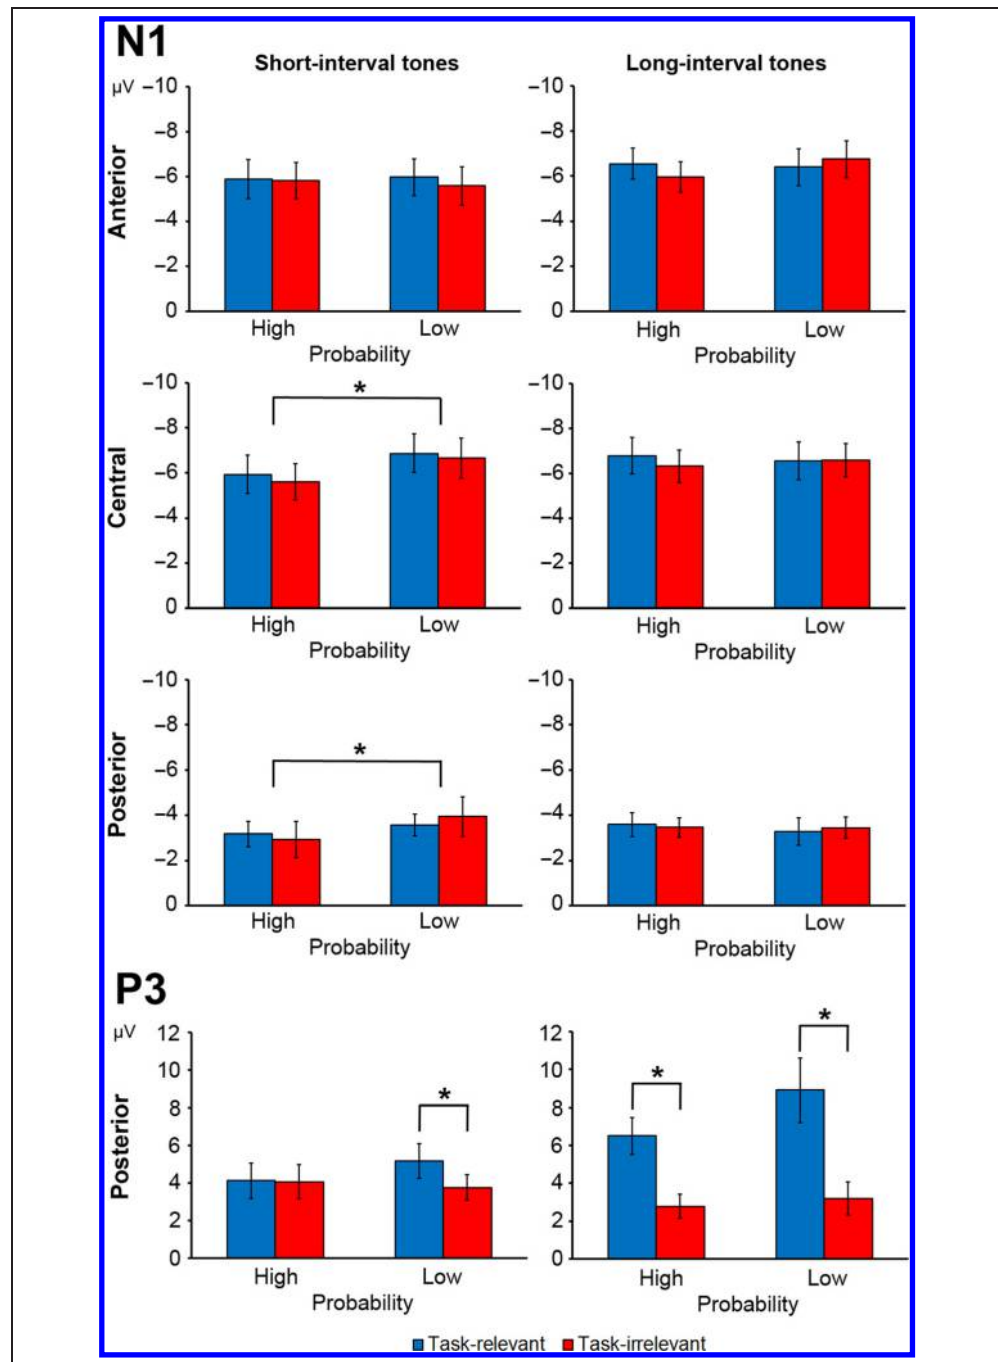 N1
Short-interval tones
Long-interval tones
µV
Anterior
–10
–8
–6
–4
–2
0
High
Low
Probability
–10
–8
–6
–4
–2
0
High
Low
Probability
Central
–10
–8
–6
–4
–2
0
*
High
Low
Probability
–10
–8
–6
–4
–2
0
High
Low
Probability
Posterior
–10
–8
–6
–4
–2
0
*
High
Low
Probability
–10
–8
–6
–4
–2
0
High
Low
Probability
P3
µV
Posterior
12
10
8
6
4
2
0
*
High
Low
Probability
12
10
8
6
4
2
0
*
*
High
Low
Probability
Task-relevant Task-irrelevant